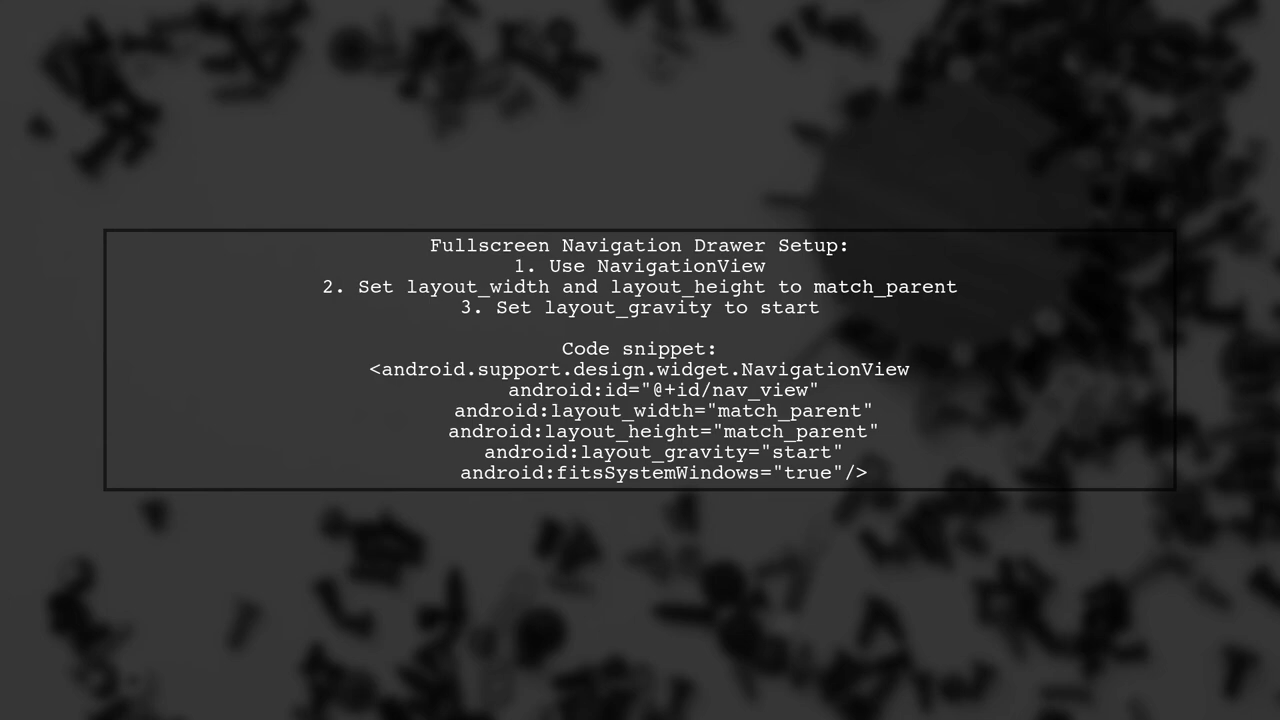 Fullscreen Navigation Drawer Setup:
1. Use NavigationView
2. Set layout_width and layout_height to match_parent
3. Set layout_gravity to start
Code snippet:
<android.support.design.widget.NavigationView
android:id="@+id/nav_view"
android:layout_width="match_parent"
android:layout_height="match_parent"
android:layout_gravity="start"
android:fitsSystemWindows="true"/>